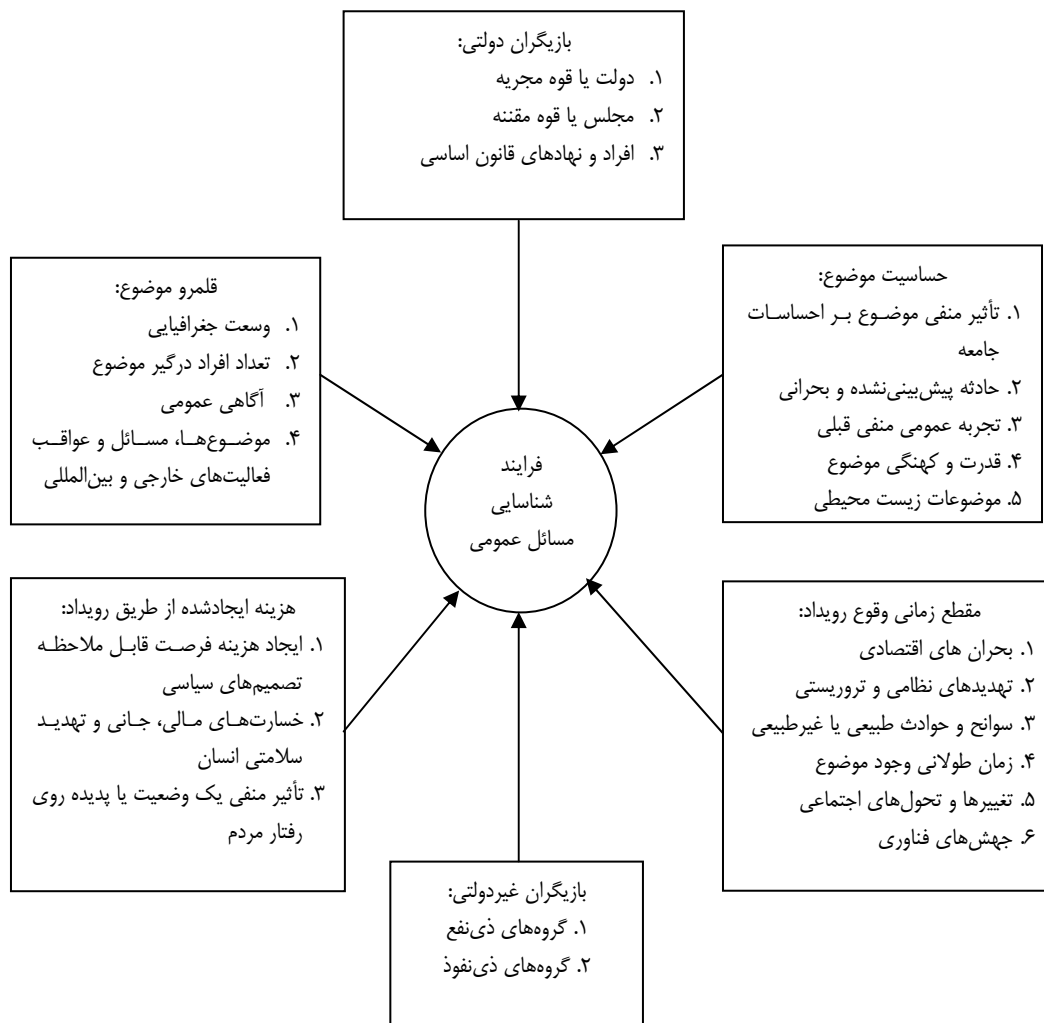 بازیگران دولتی:
۱. دولت یا قوه مجریه
۲. مجلس یا قوه مقننه
۳. افراد و نهادهای قانون اساسی
حساسیت موضوع:
۱. تأثیر منفی موضوع بر احساسات
جامعه
۲. حادثه پیش‌بینی‌نشده و بحرانی
۳. تجربه عمومی منفی قبلی
۴. قدرت و کهنگی موضوع
۵. موضوعات زیست محیطی
قلمرو موضوع:
۱. وسعت جغرافیایی
۲. تعداد افراد درگیر موضوع
۳. آگاهی عمومی
۴. موضوع‌ها، مسائل و عواقب
فعالیت‌های خارجی و بین‌المللی
فرایند
شناسایی
مسائل عمومی
مقطع زمانی وقوع رویداد:
۱. بحران های اقتصادی
۲. تهدیدهای نظامی و تروریستی
۳. سوانح و حوادث طبیعی یا غیرطبیعی
۴. زمان طولانی وجود موضوع
۵. تغییرها و تحول‌های اجتماعی
۶. جهش‌های فناوری
هزینه ایجادشده از طریق رویداد:
۱. ایجاد هزینه فرصت قابل ملاحظه
تصمیم‌های سیاسی
۲. خسارت‌های مالی، جانی و تهدید
سلامتی انسان
۳. تأثیر منفی یک وضعیت یا پدیده روی
رفتار مردم
بازیگران غیردولتی:
۱. گروه‌های ذی‌نفع
۲. گروه‌های ذی‌نفوذ